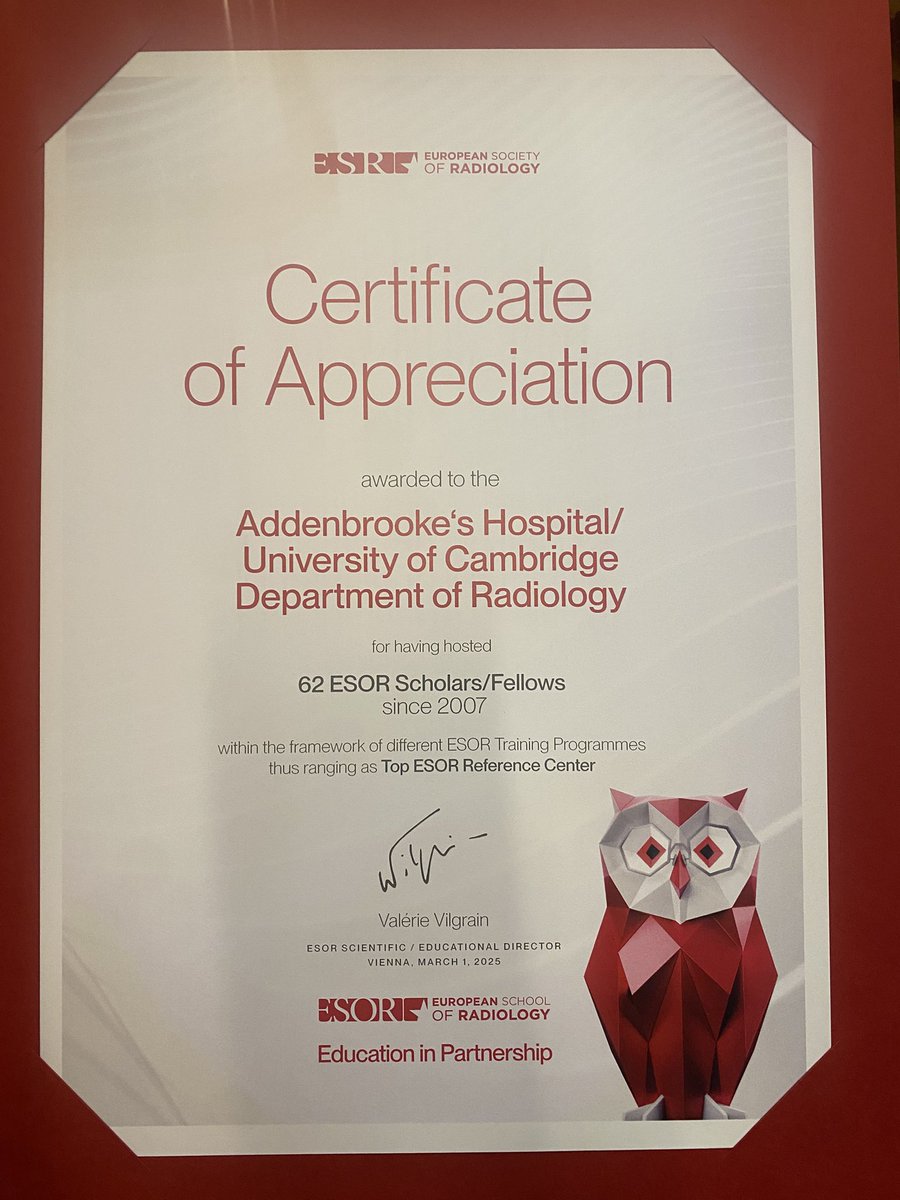 ESR EUROPEAN SOCIETY
OF RADIOLOGY
Certificate
of Appreciation
awarded to the
Addenbrooke‘s Hospital/
University of Cambridge
Department of Radiology
for having hosted
62 ESOR Scholars/Fellows
since 2007
within the framework of different ESOR Training Programmes
thus ranging as Top ESOR Reference Center
Valérie Vilgrain
ESOR SCIENTIFIC / EDUCATIONAL DIRECTOR
VIENNA, MARCH 1, 2025
ESOR EUROPEAN SCHOOL
OF RADIOLOGY
Education in Partnership